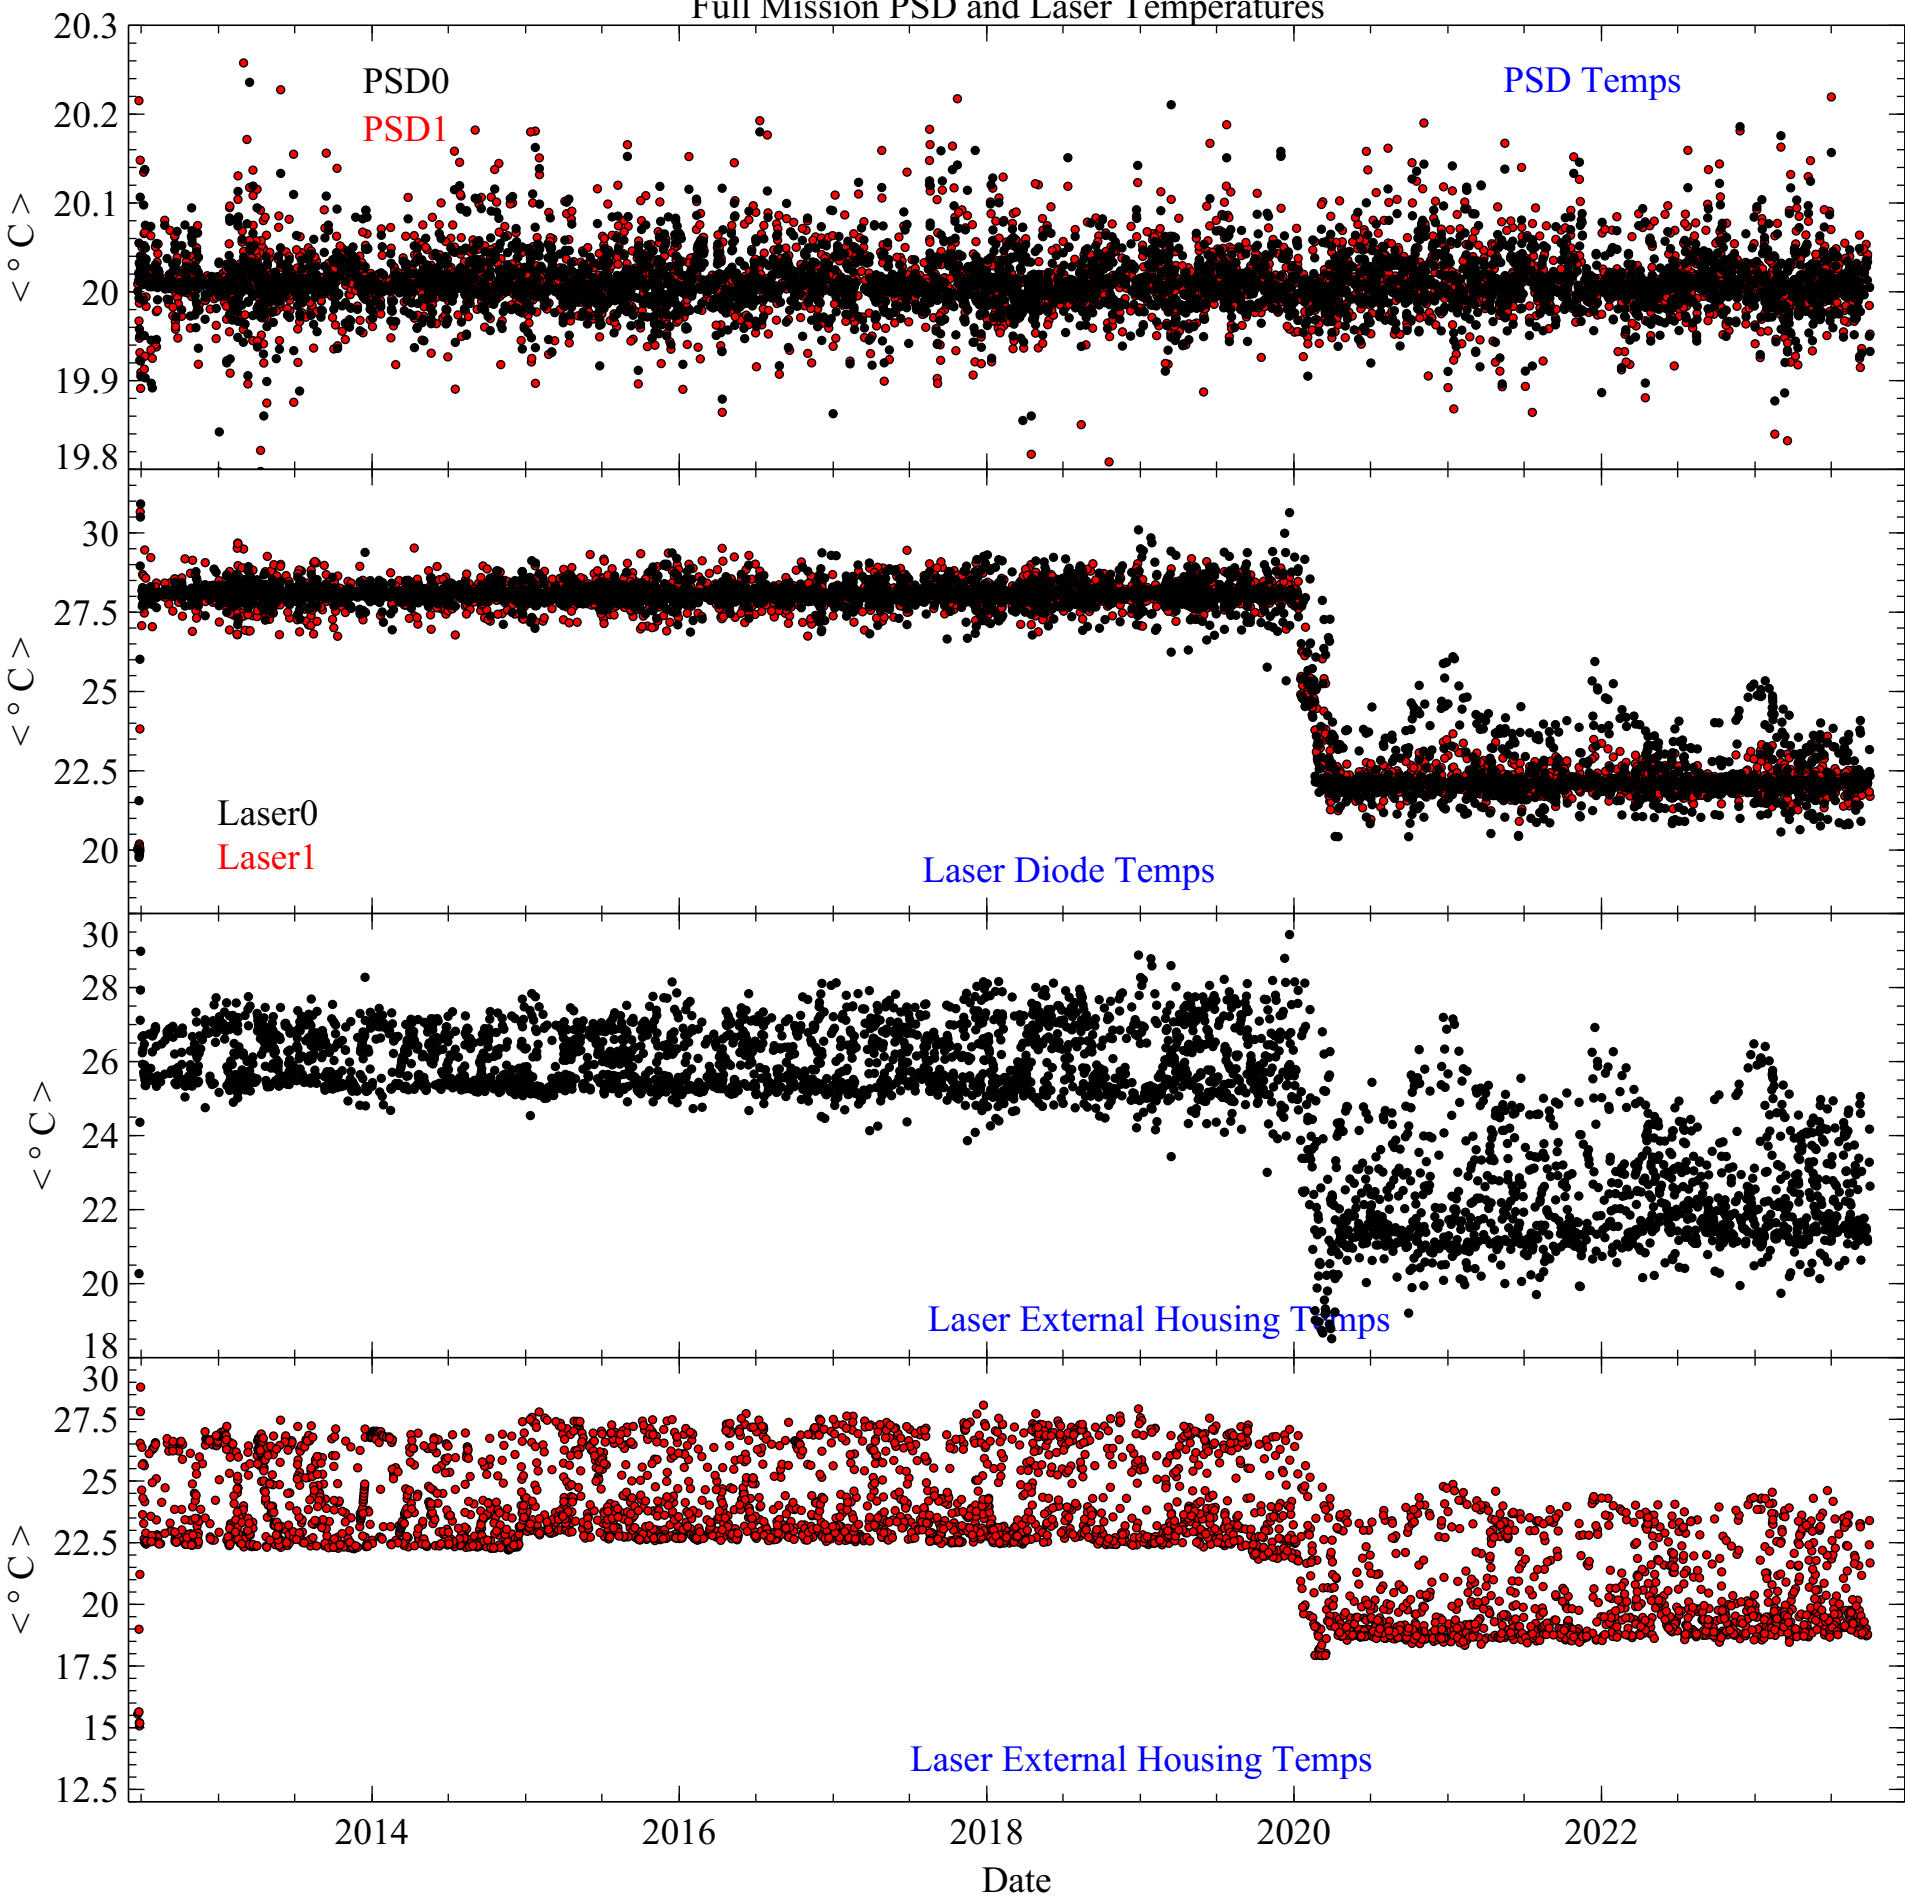 Full Mission PSD and Laser Temperatures
20.3
PSD0
PSD Temps
20.2
PSD1
20.1
<°C>
20
19.9
19.8
30
27.5
<°C>
25
22.5
Laser0
20
Laser1
Laser Diode Temps
30
28
26
<°C>
24
22
20
Laser External Housing Temps
18
30
27.5
25
22.5
<°C>
20
17.5
15
Laser External Housing Temps
12.5
2014 2016 2018 2020 2022
Date